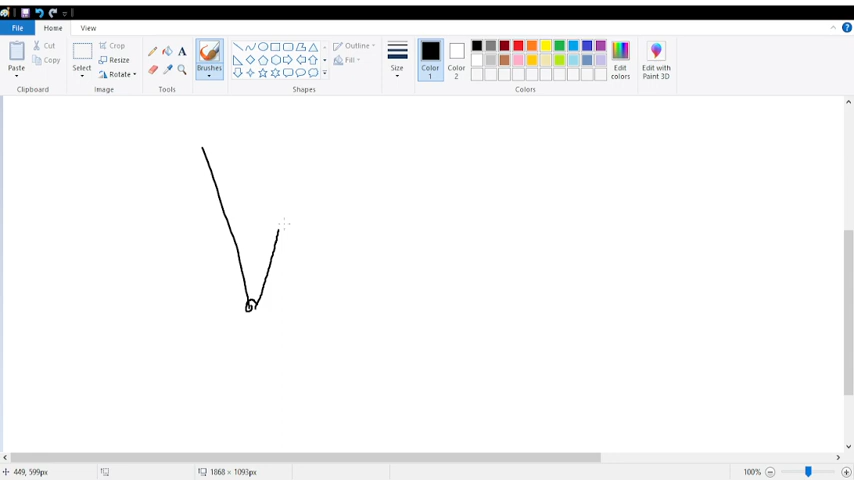 File Home View
Paste Cut Copy Select Crop Resize Rotate A Brushes Outline Fill Size Color 1 Color 2 Edit colors Edit with Paint 3D
Clipboard Image Tools Shapes Colors
449, 599px 1868 × 1093px 100%